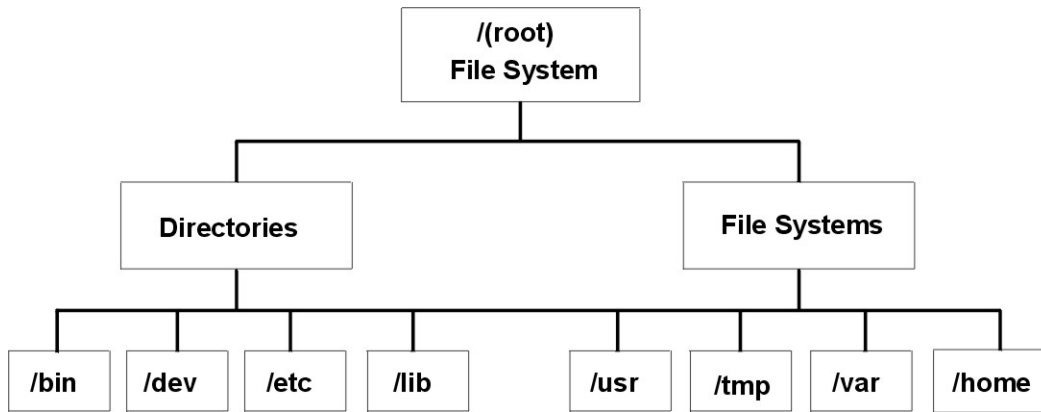 /(root)
File System
Directories
File Systems
/bin
/dev
/etc
/lib
/usr
/tmp
/var
/home